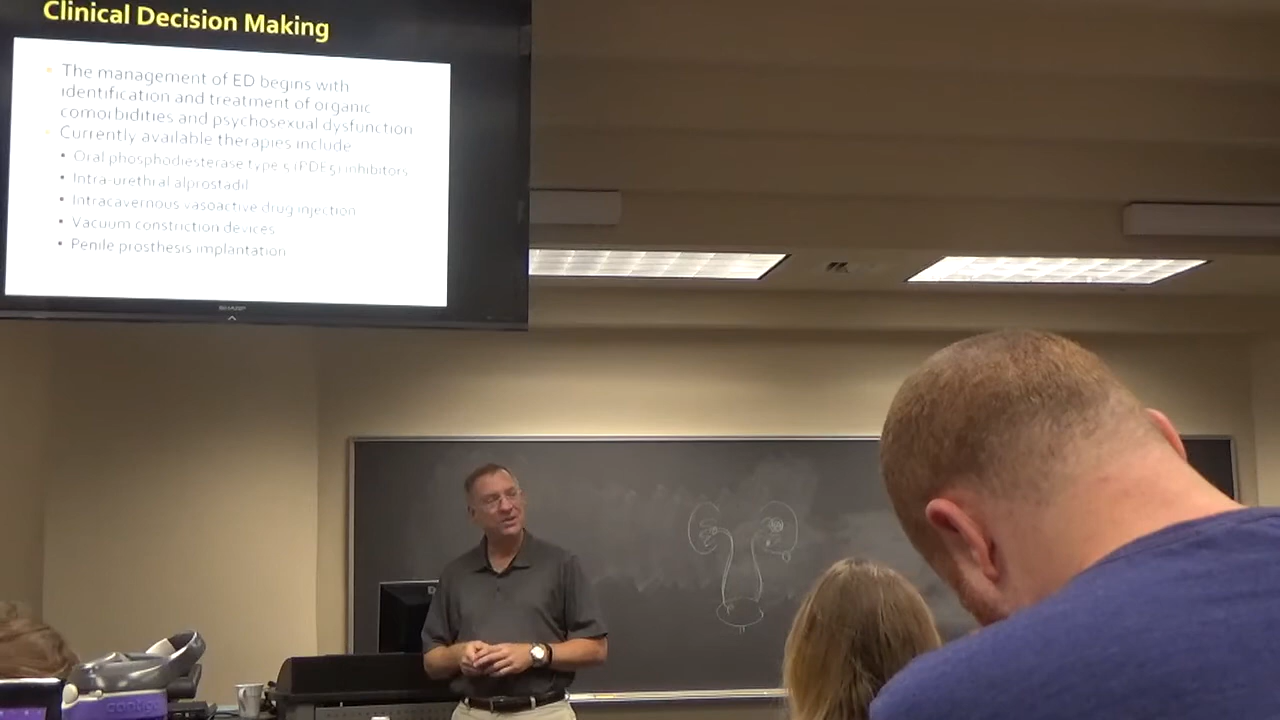 Clinical Decision Making
• The management of ED begins with
identification and treatment of organic
comorbidities and psychosexual dysfunction
• Currently available therapies include
• Oral phosphodiesterase type 5 (PDE5) inhibitors
• Intra-urethral alprostadil
• Intracavernous vasoactive drug injection
• Vacuum constriction devices
• Penile prosthesis implantation
SHARP
contigo